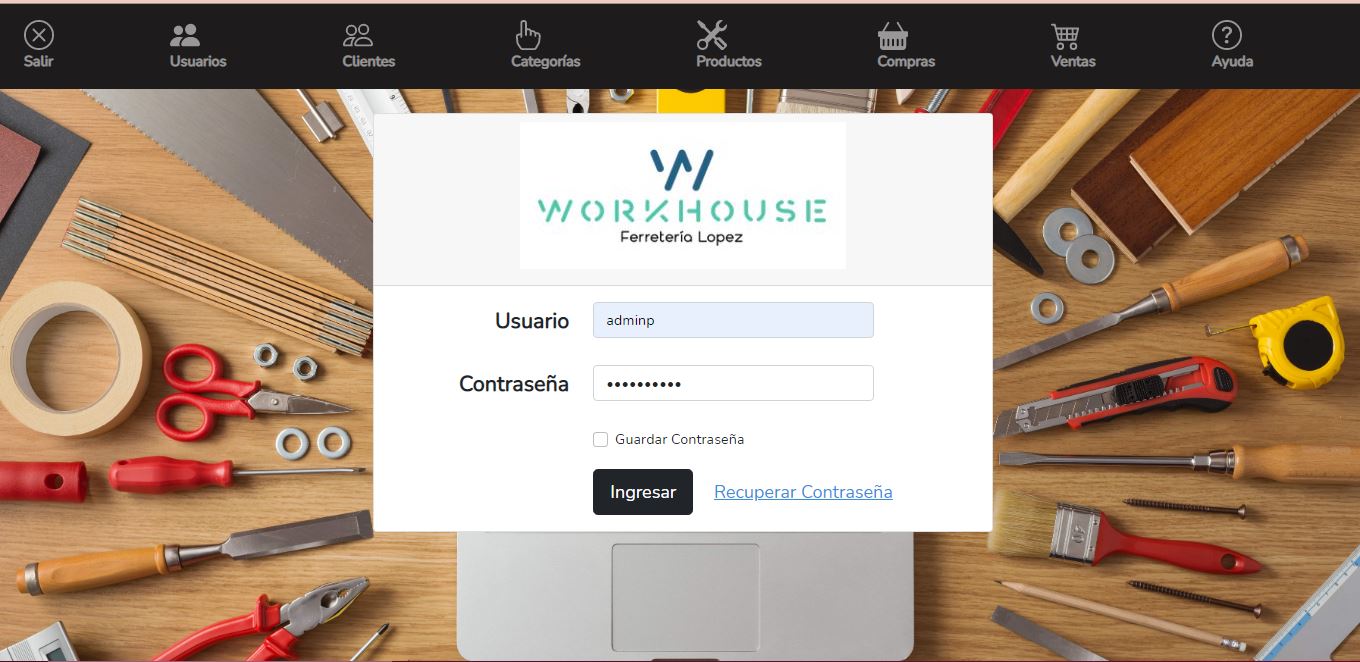 Salir Usuarios Clientes Categorías Productos Compras Ventas Ayuda
W
WORKHOUSE
Ferretería Lopez
Usuario adminp
Contraseña ••••••••••
Guardar Contraseña
Ingresar Recuperar Contraseña